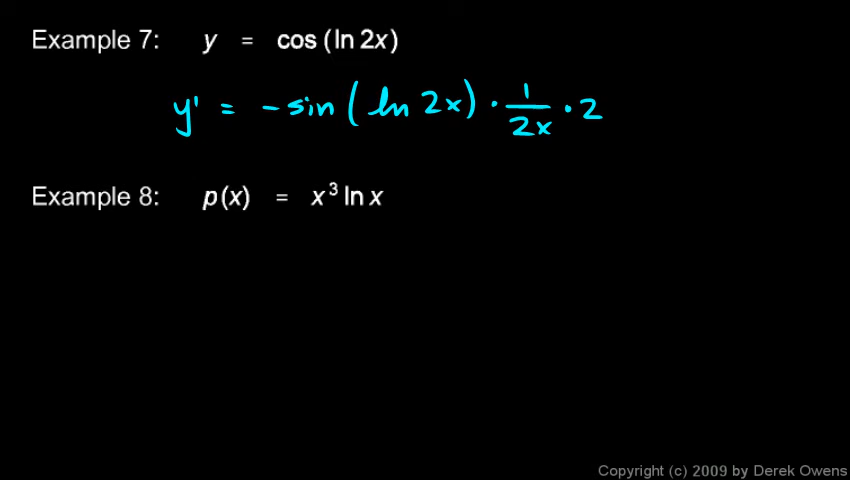 Example 7: y = cos (ln 2x)
y' = -sin (ln 2x) · 1/2x · 2
Example 8: p(x) = x³ ln x
Copyright (c) 2009 by Derek Owens